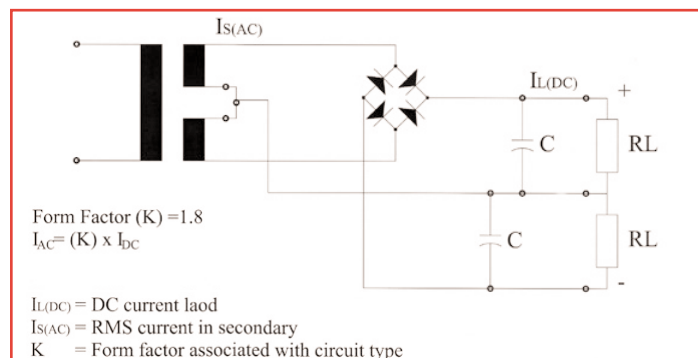 IS(AC)
IL(DC)
+
C
RL
Form Factor (K) =1.8
IAC= (K) x IDC
C
RL
-
IL(DC) = DC current laod
IS(AC) = RMS current in secondary
K = Form factor associated with circuit type